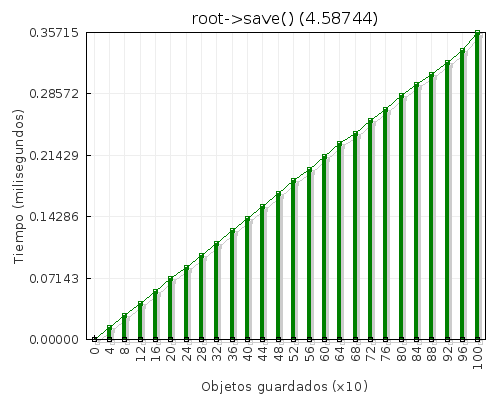 root->save() (4.58744)
0.35715
0.28572
0.21429
0.14286
0.07143
0.00000
Tiempo (milisegundos)
0 4 8 12 16 20 24 28 32 36 40 44 48 52 56 60 64 68 72 76 80 84 88 92 96 100
Objetos guardados (x10)